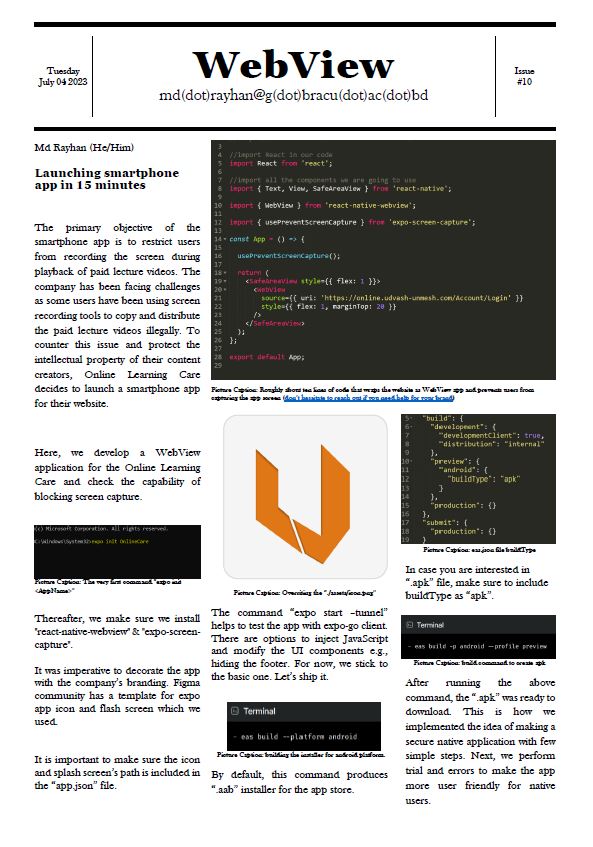 Tuesday
July 04 2023
WebView
md(dot)rayhan@g(dot)bracu(dot)ac(dot)bd
Issue
#10
Md Rayhan (He/Him)
Launching smartphone
app in 15 minutes
The primary objective of the
smartphone app is to restrict users
from recording the screen during
playback of paid lecture videos. The
company has been facing challenges
as some users have been using screen
recording tools to copy and distribute
the paid lecture videos illegally. To
counter this issue and protect the
intellectual property of their content
creators, Online Learning Care
decides to launch a smartphone app
for their website.
Here, we develop a WebView
application for the Online Learning
Care and check the capability of
blocking screen capture.
(c) Microsoft Corporation. All rights reserved.
C:\Windows\System32>expo init OnlineCare
Picture Caption: The very first command "expo init
<AppName>"
Thereafter, we make sure we install
"react-native-webview" & "expo-screen-
capture".
It was imperative to decorate the app
with the company's branding. Figma
community has a template for expo
app icon and flash screen which we
used.
It is important to make sure the icon
and splash screen's path is included in
the "app.json" file.
3
4 //import React in our code
5 import React from 'react';
6
7 //import all the components we are going to use
8 import { Text, View, SafeAreaView } from 'react-native';
9
10 import { WebView } from 'react-native-webview';
11
12 import { usePreventScreenCapture } from 'expo-screen-capture';
13
14 const App = () => {
15
16 usePreventScreenCapture();
17
18 return (
19 <SafeAreaView style={{ flex: 1 }}>
20 <WebView
21 source={{ uri: 'https://online.udvash-unmesh.com/Account/Login' }}
22 style={{ flex: 1, marginTop: 20 }}
23 />
24 </SafeAreaView>
25 );
26 };
27
28 export default App;
29
Picture Caption: Roughly about ten lines of code that wraps the website as WebView app and prevents users from
capturing the app screen (don't hesitate to reach out if you need help for your brand)
Picture Caption: Overwriting the "./assets/icon.png"
The command "expo start –tunnel"
helps to test the app with expo-go client.
There are options to inject JavaScript
and modify the UI components e.g.,
hiding the footer. For now, we stick to
the basic one. Let's ship it.
Terminal
- eas build --platform android
Picture Caption: building the installer for android platform.
By default, this command produces
".aab" installer for the app store.
5 "build": {
6 "development": {
7 "developmentClient": true,
8 "distribution": "internal"
9 },
10 "preview": {
11 "android": {
12 "buildType": "apk"
13 }
14 },
15 "production": {}
16 },
17 "submit": {
18 "production": {}
19 }
Picture Caption: eas.json file buildType
In case you are interested in
".apk" file, make sure to include
buildType as "apk".
Terminal
- eas build -p android --profile preview
Picture Caption: build command to create apk
After running the above
command, the ".apk" was ready to
download. This is how we
implemented the idea of making a
secure native application with few
simple steps. Next, we perform
trial and errors to make the app
more user friendly for native
users.